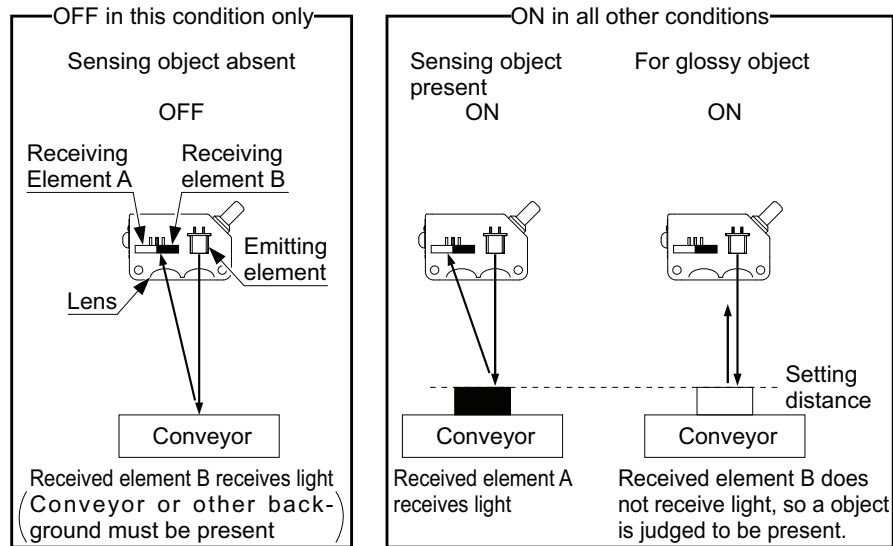 OFF in this condition only
Sensing object absent
OFF
Receiving
Element A
Receiving
element B
Emitting
element
Lens
Conveyor
Received element B receives light
(Conveyor or other back-
ground must be present)
ON in all other conditions
Sensing object
present
ON
Conveyor
Received element A
receives light
For glossy object
ON
Setting
distance
Conveyor
Received element B does
not receive light, so a object
is judged to be present.